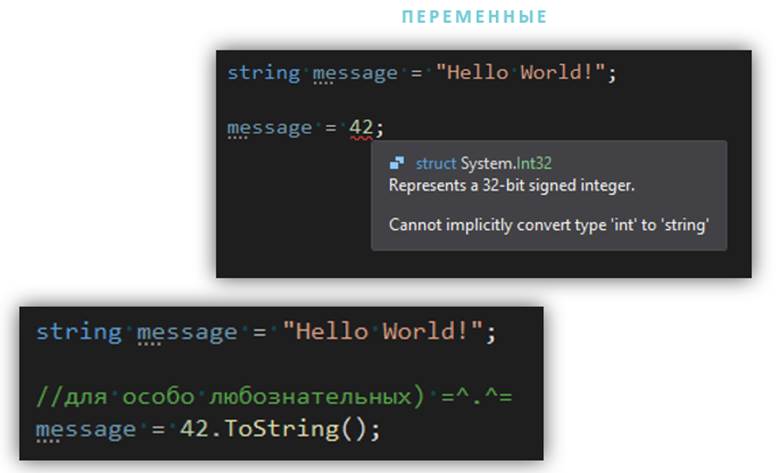 ПЕРЕМЕННЫЕ
string message = "Hello World!";
message = 42;
struct System.Int32
Represents a 32-bit signed integer.
Cannot implicitly convert type 'int' to 'string'
string message = "Hello World!";
//для особо любознательных) =^.^=
message = 42.ToString();